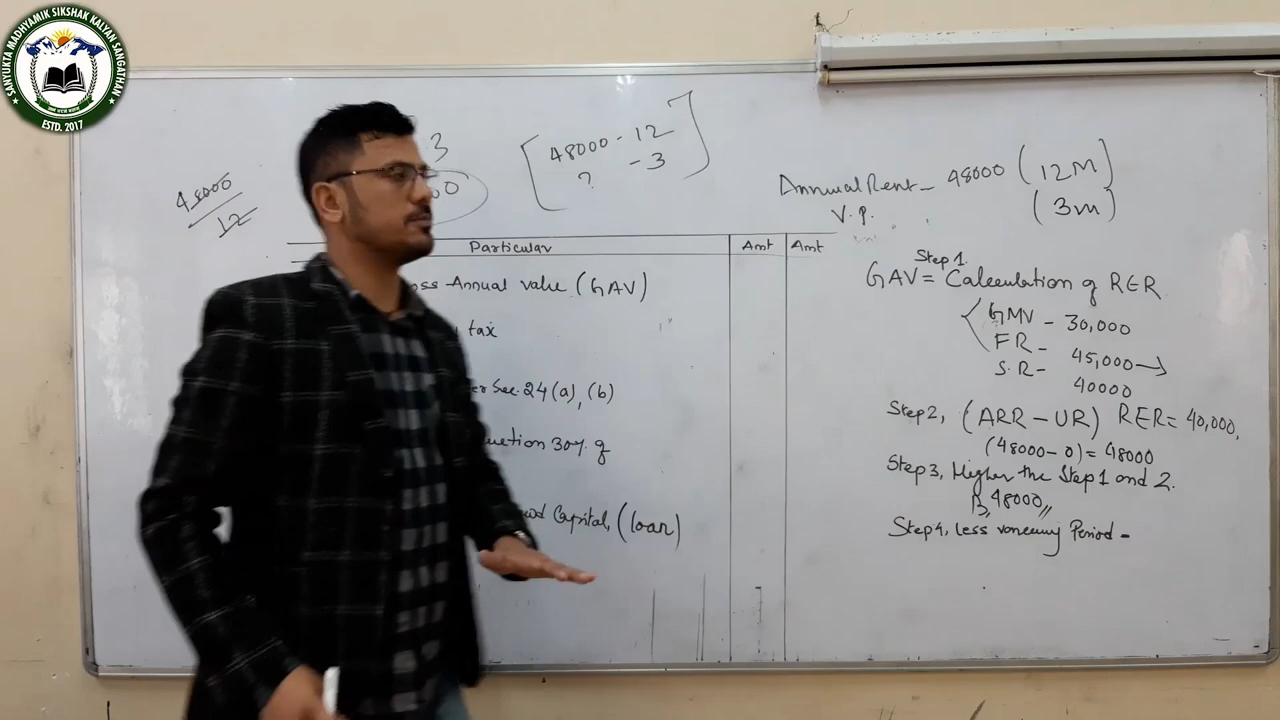 SANYUKTA MADHYAMIK SIKSHAK KALYAN SANGATHAN
ESTD. 2017
48000
12
3
48000 - 12
? - 3
Annual Rent - 48000 (12M)
V.P. (3M)
Particular Amt Amt
oss Annual value (GAV)
tax
er Sec. 24 (a), (b)
uction 30% of
Capital, (loan)
Step 1.
GAV = Calculation of RER
GMV - 30,000
FR - 45,000 →
S.R - 40000
Step 2, (ARR - UR) RER = 40,000,
(48000 - 0) = 48000
Step 3, Higher the Step 1 and 2.
48000,,
Step 4, less Period -